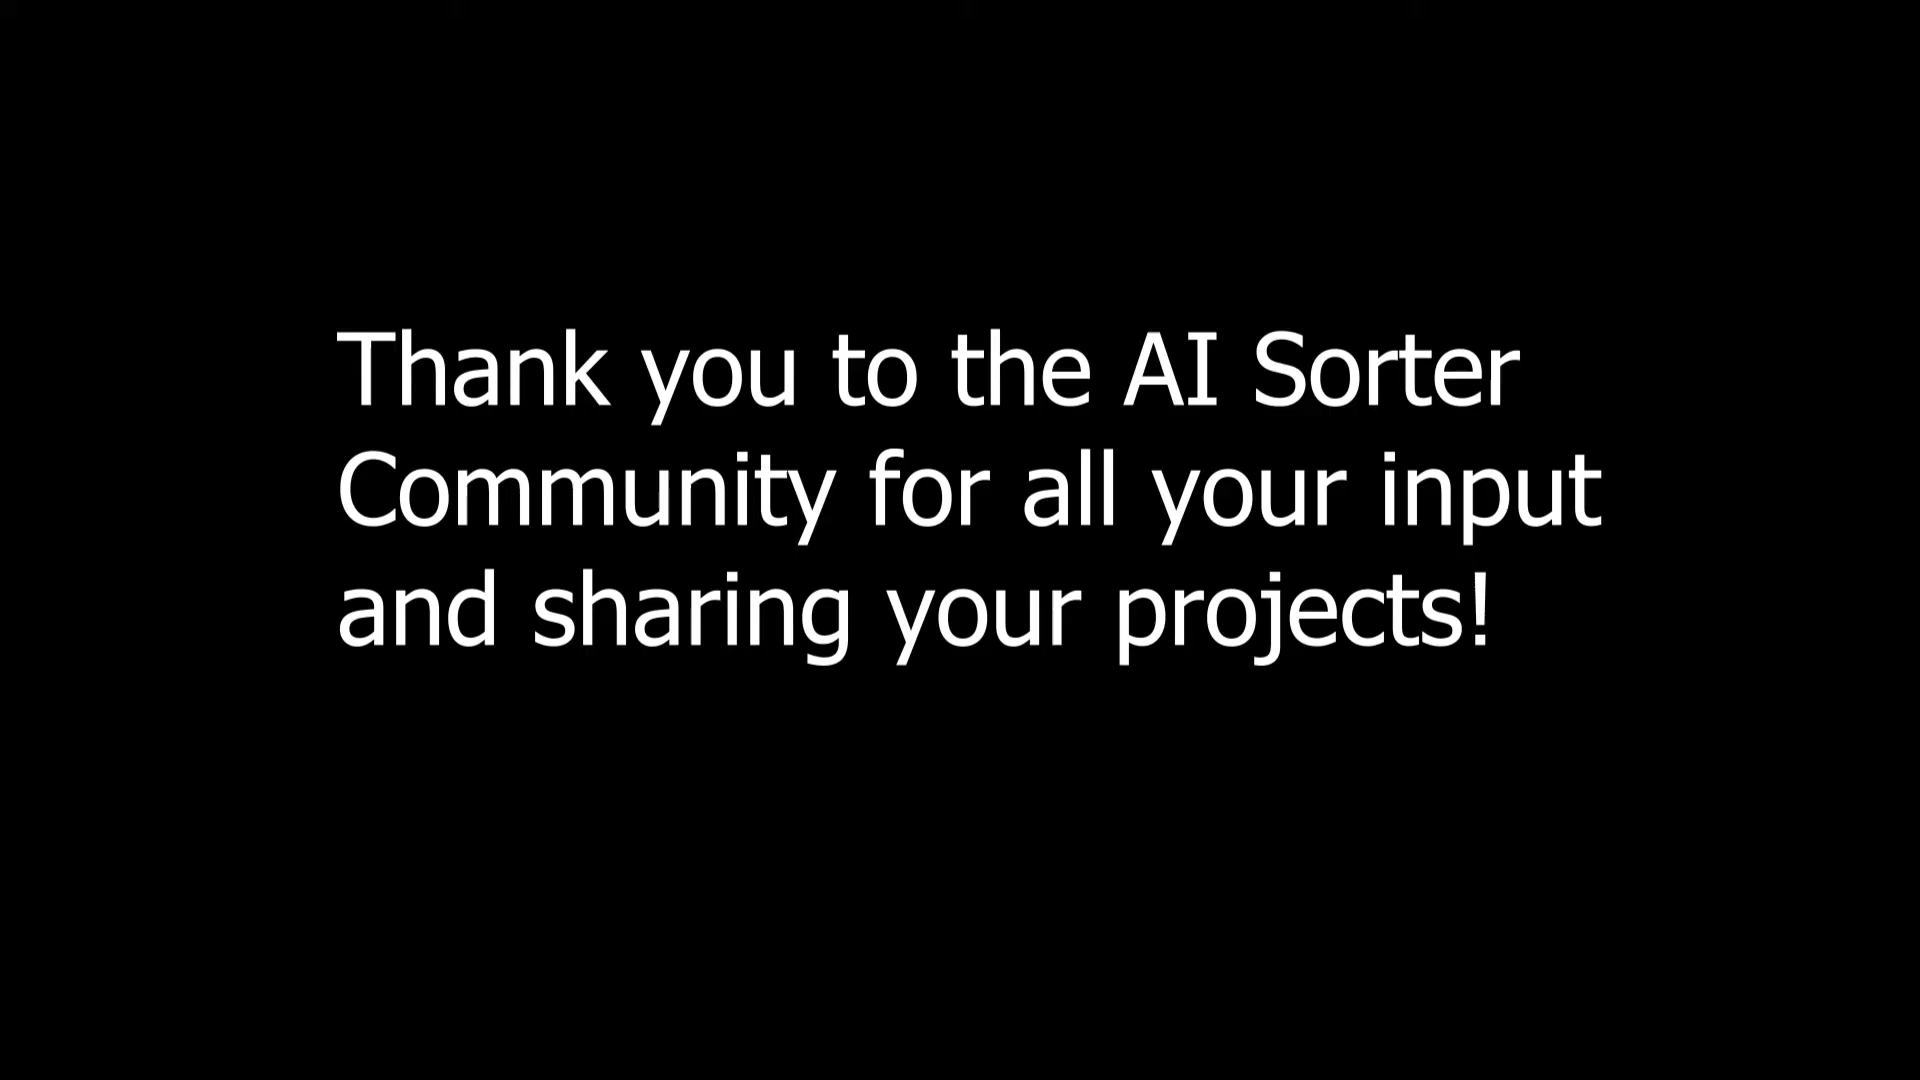 Thank you to the AI Sorter
Community for all your input
and sharing your projects!